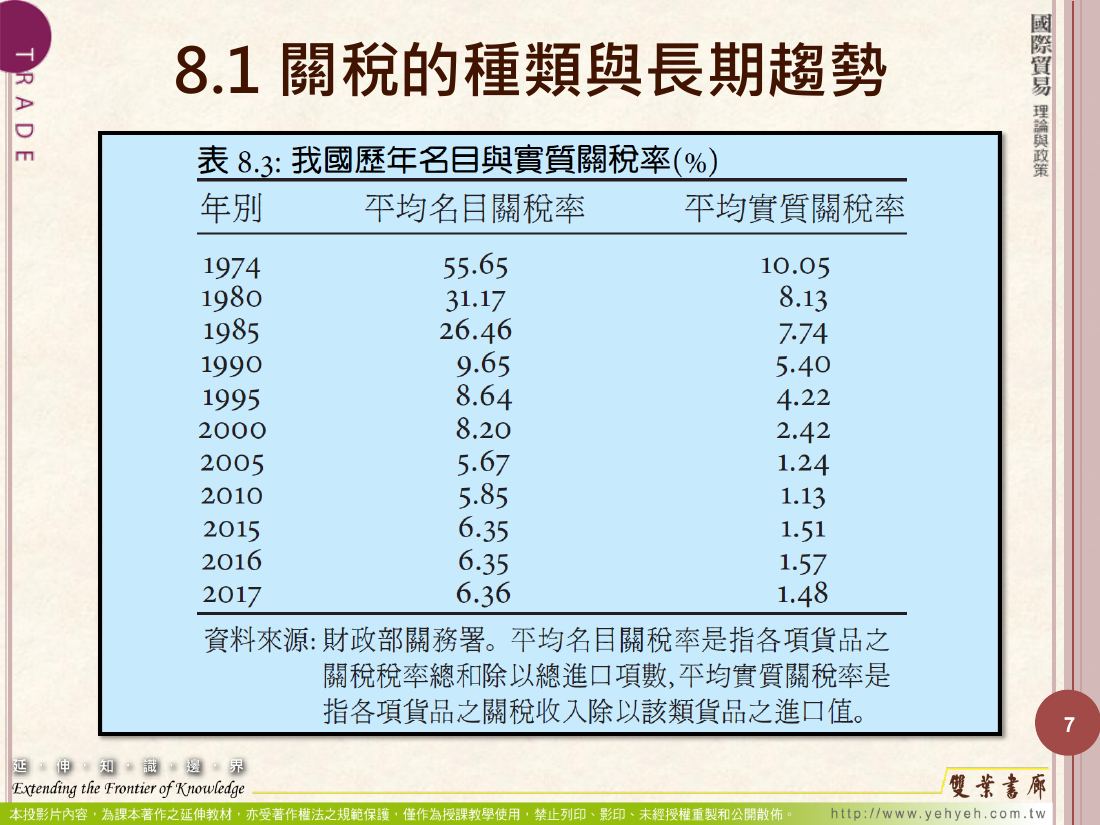 TRADE
8.1 關稅的種類與長期趨勢
國際貿易 理論與政策
表 8.3: 我國歷年名目與實質關稅率(%)
年別 平均名目關稅率 平均實質關稅率
1974 55.65 10.05
1980 31.17 8.13
1985 26.46 7.74
1990 9.65 5.40
1995 8.64 4.22
2000 8.20 2.42
2005 5.67 1.24
2010 5.85 1.13
2015 6.35 1.51
2016 6.35 1.57
2017 6.36 1.48
資料來源: 財政部關務署。平均名目關稅率是指各項貨品之
關稅稅率總和除以總進口項數,平均實質關稅率是
指各項貨品之關稅收入除以該類貨品之進口值。
7
延‧伸‧知‧識‧邊‧界
Extending the Frontier of Knowledge
雙葉書廊
本投影片內容,為課本著作之延伸教材,亦受著作權法之規範保護,僅作為授課教學使用,禁止列印、影印、未經授權重製和公開散佈。
http://www.yehyeh.com.tw